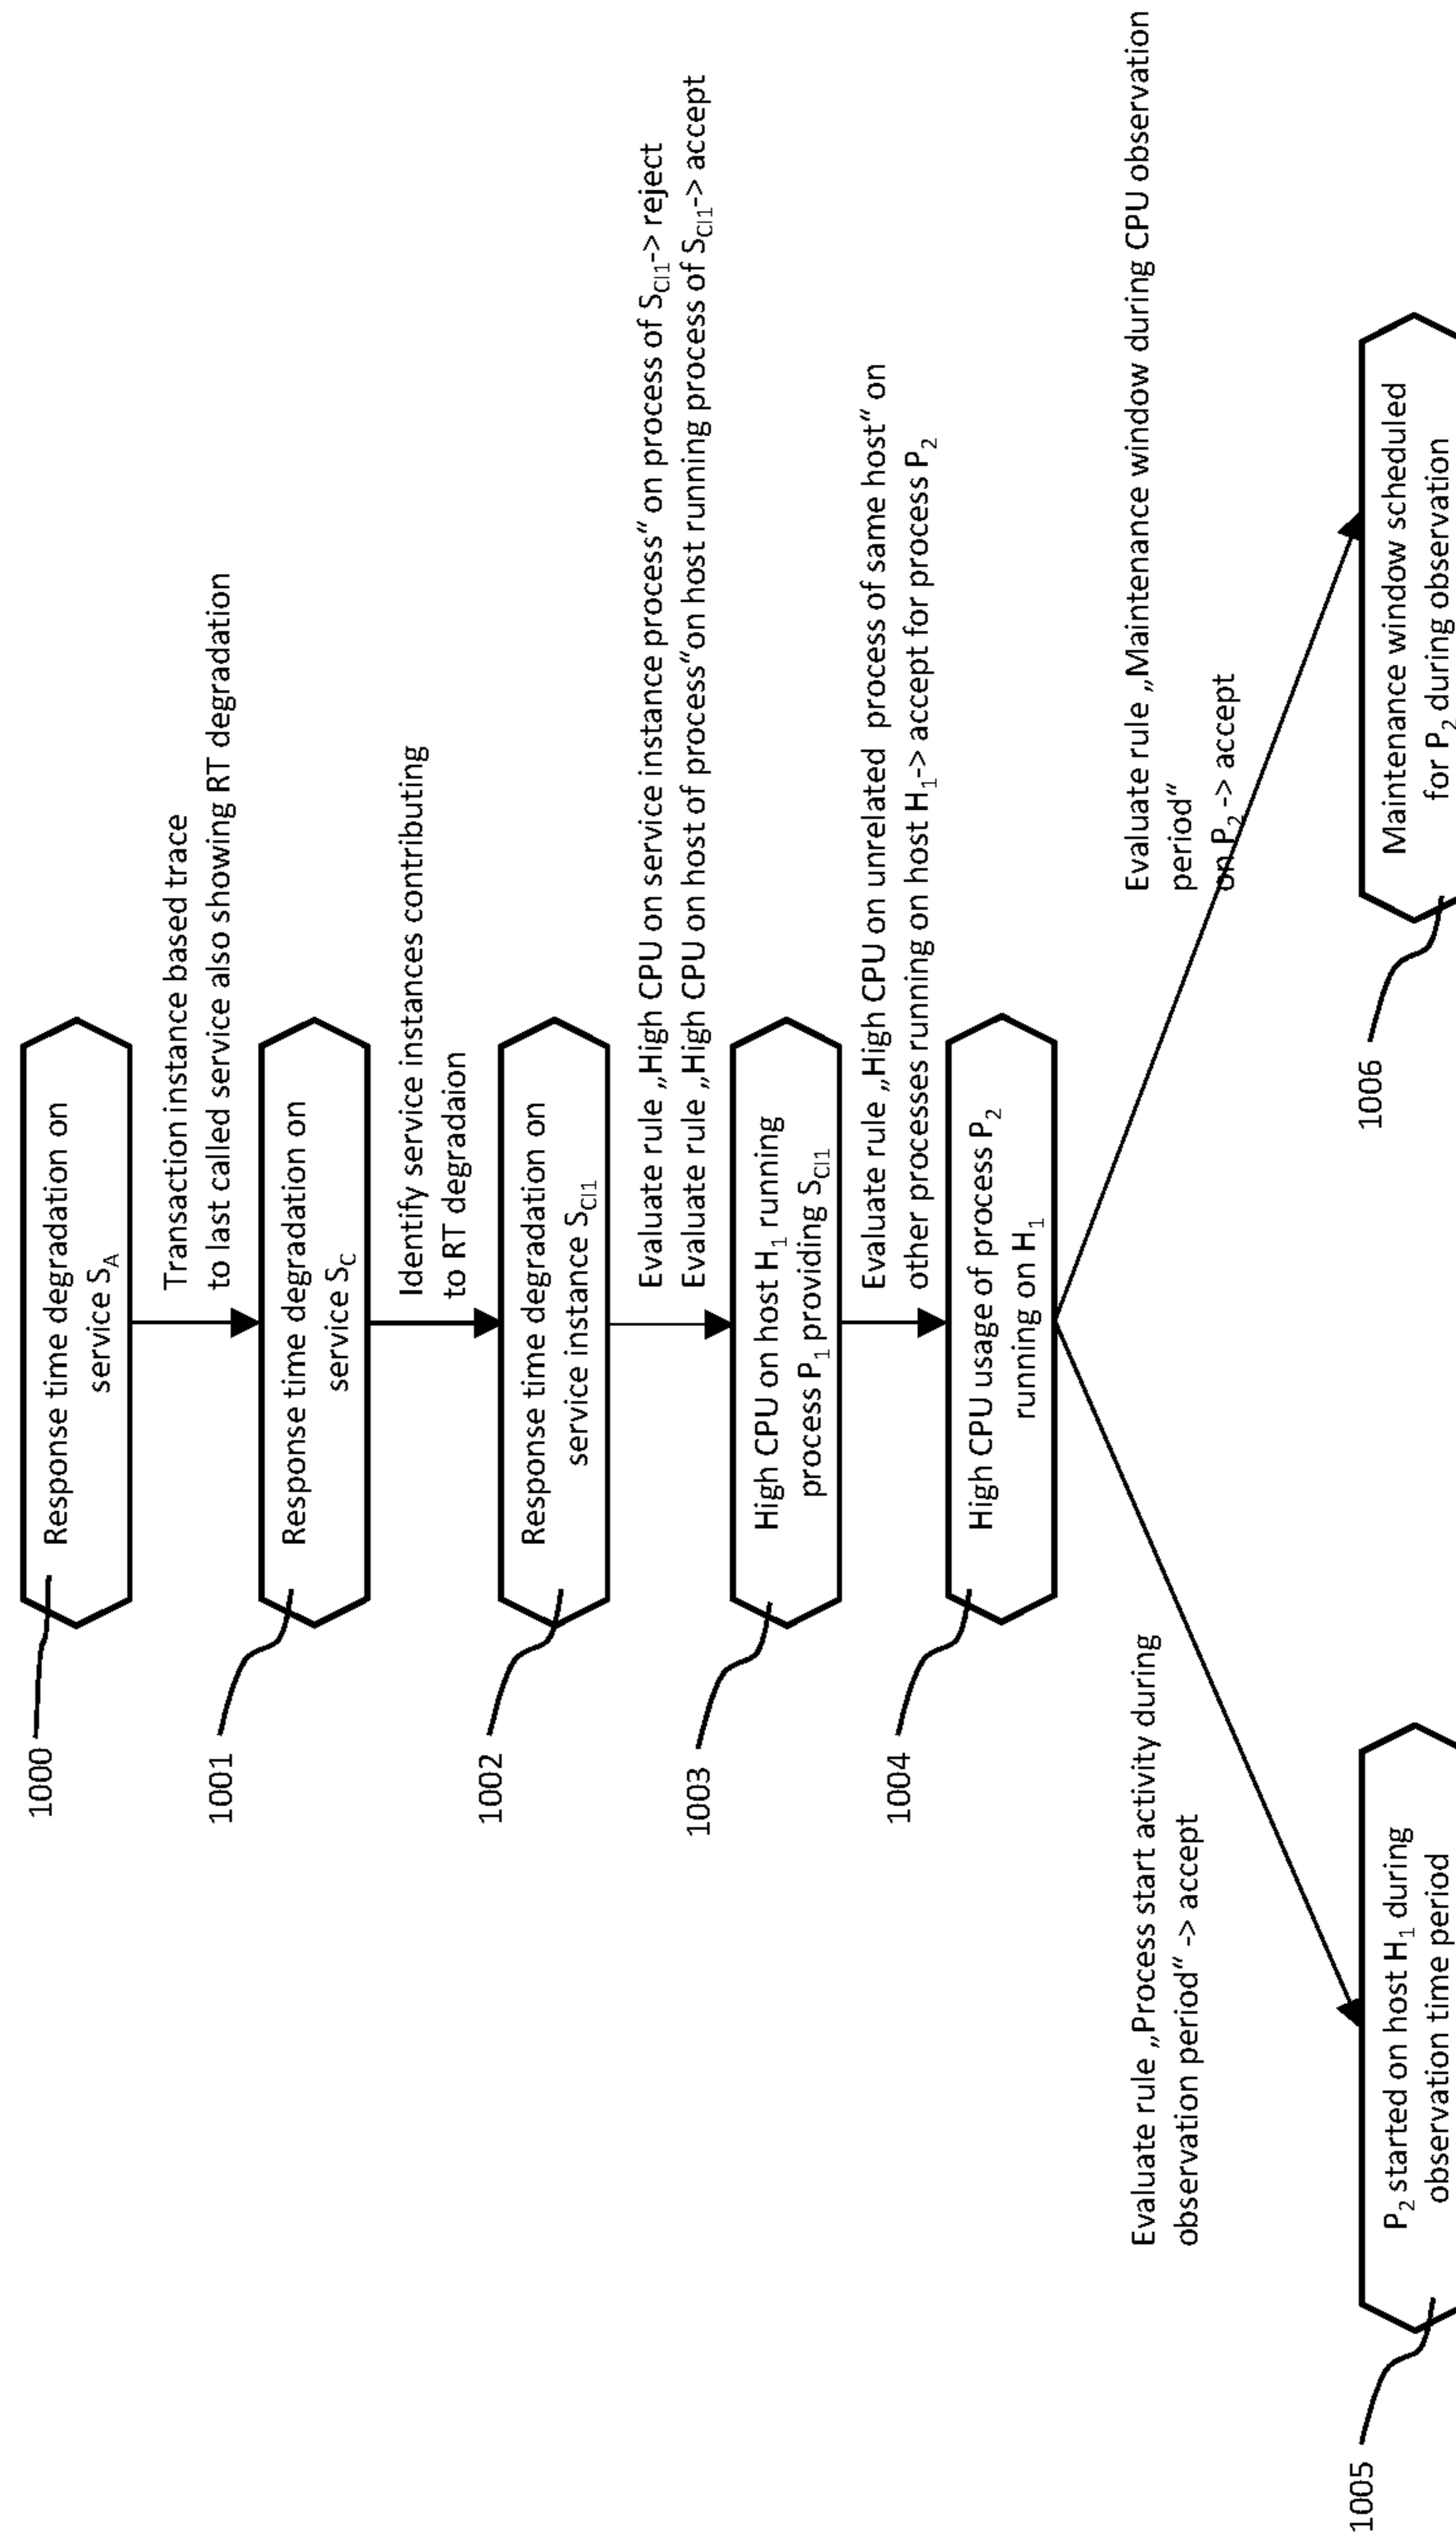 1000
Response time degradation on
service SA
Transaction instance based trace
to last called service also showing RT degradation
1001
Response time degradation on
service SC
Identify service instances contributing
to RT degradaion
1002
Response time degradation on
service instance SCI1
Evaluate rule „High CPU on service instance process“ on process of SCI1-> reject
Evaluate rule „High CPU on host of process“on host running process of SCI1-> accept
1003
High CPU on host H1 running
process P1 providing SCI1
Evaluate rule „High CPU on unrelated process of same host“ on
other processes running on host H1-> accept for process P2
1004
High CPU usage of process P2
running on H1
Evaluate rule „Process start activity during
observation period“ -> accept
Evaluate rule „Maintenance window during CPU observation
period“
on P2 -> accept
1005
P2 started on host H1 during
observation time period
1006
Maintenance window scheduled
for P2 during observation